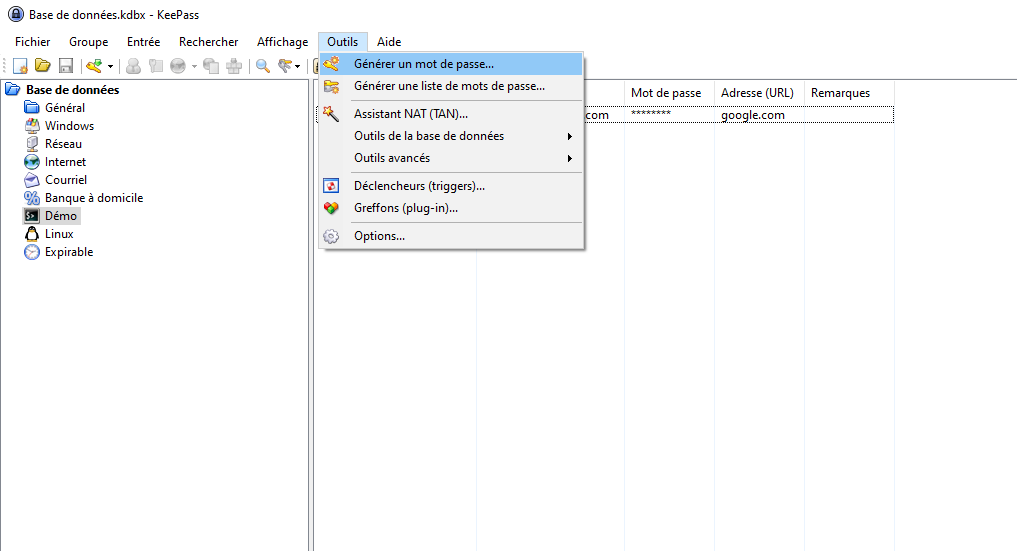 Base de données.kdbx - KeePass
Fichier Groupe Entrée Rechercher Affichage Outils Aide
Base de données
Général
Windows
Réseau
Internet
Courriel
Banque à domicile
Démo
Linux
Expirable
Générer un mot de passe...
Générer une liste de mots de passe...
Assistant NAT (TAN)...
Outils de la base de données
Outils avancés
Déclencheurs (triggers)...
Greffons (plug-in)...
Options...
Mot de passe Adresse (URL) Remarques
com ******** google.com